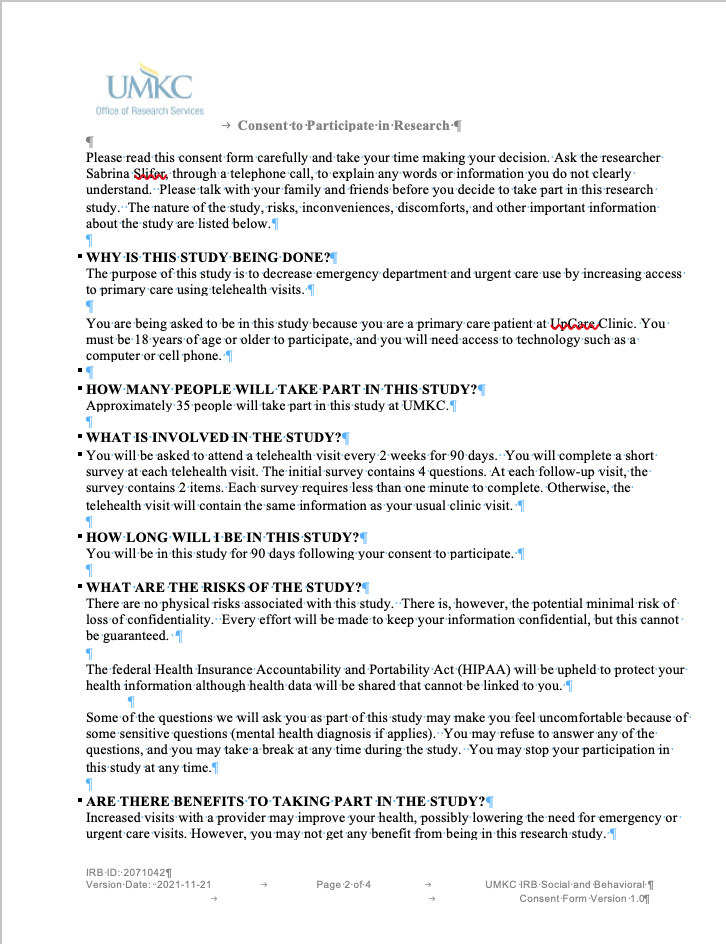 UMKC
Office of Research Services
Consent to Participate in Research
Please read this consent form carefully and take your time making your decision. Ask the researcher
Sabrina Slifer, through a telephone call, to explain any words or information you do not clearly
understand. Please talk with your family and friends before you decide to take part in this research
study. The nature of the study, risks, inconveniences, discomforts, and other important information
about the study are listed below.
WHY IS THIS STUDY BEING DONE?
The purpose of this study is to decrease emergency department and urgent care use by increasing access
to primary care using telehealth visits.
You are being asked to be in this study because you are a primary care patient at UpCare Clinic. You
must be 18 years of age or older to participate, and you will need access to technology such as a
computer or cell phone.
HOW MANY PEOPLE WILL TAKE PART IN THIS STUDY?
Approximately 35 people will take part in this study at UMKC.
WHAT IS INVOLVED IN THE STUDY?
You will be asked to attend a telehealth visit every 2 weeks for 90 days. You will complete a short
survey at each telehealth visit. The initial survey contains 4 questions. At each follow-up visit, the
survey contains 2 items. Each survey requires less than one minute to complete. Otherwise, the
telehealth visit will contain the same information as your usual clinic visit.
HOW LONG WILL I BE IN THIS STUDY?
You will be in this study for 90 days following your consent to participate.
WHAT ARE THE RISKS OF THE STUDY?
There are no physical risks associated with this study. There is, however, the potential minimal risk of
loss of confidentiality. Every effort will be made to keep your information confidential, but this cannot
be guaranteed.
The federal Health Insurance Accountability and Portability Act (HIPAA) will be upheld to protect your
health information although health data will be shared that cannot be linked to you.
Some of the questions we will ask you as part of this study may make you feel uncomfortable because of
some sensitive questions (mental health diagnosis if applies). You may refuse to answer any of the
questions, and you may take a break at any time during the study. You may stop your participation in
this study at any time.
ARE THERE BENEFITS TO TAKING PART IN THE STUDY?
Increased visits with a provider may improve your health, possibly lowering the need for emergency or
urgent care visits. However, you may not get any benefit from being in this research study.
IRB ID: 2071042
Version Date: 2021-11-21 Page 2 of 4 UMKC IRB Social and Behavioral
Consent Form Version 1.0